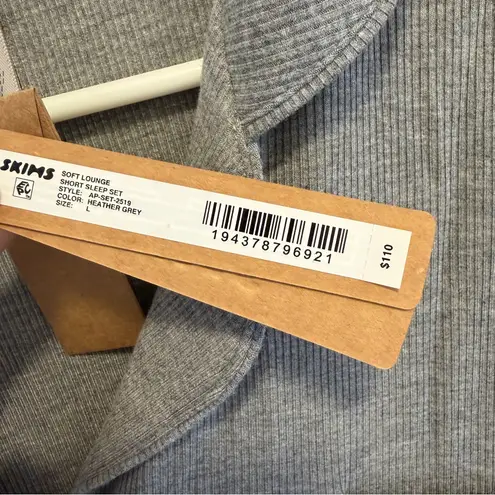 SKIMS
SOFT LOUNGE
SHORT SLEEP SET
STYLE: AP-SET-2519
COLOR: HEATHER GREY
SIZE: L
194378796921
$110